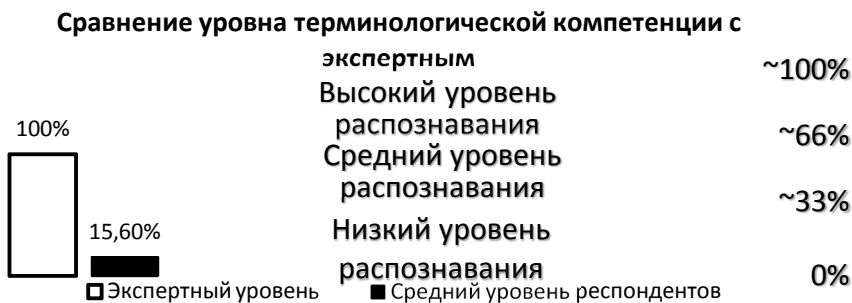 Сравнение уровна терминологической компетенции с
экспертным
~100%
Высокий уровень
распознавания
100%
~66%
Средний уровень
распознавания
~33%
15,60%
Низкий уровень
распознавания
0%
Экспертный уровень
Средний уровень респондентов